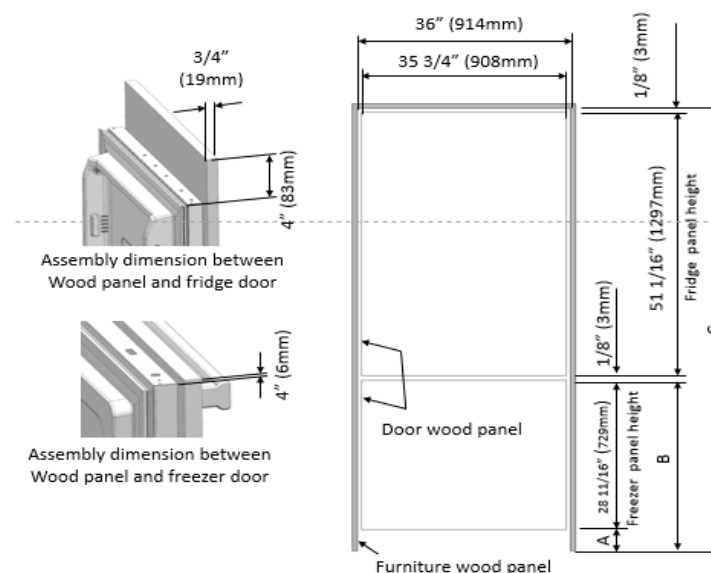 36” (914mm)
35 3/4” (908mm)
1/8” (3mm)
3/4”
(19mm)
4” (83mm)
Assembly dimension between
Wood panel and fridge door
51 1/16” (1297mm)
Fridge panel height
1/8” (3mm)
4” (6mm)
Assembly dimension between
Wood panel and freezer door
Door wood panel
28 11/16” (729mm)
Freezer panel height
B
A
Furniture wood panel